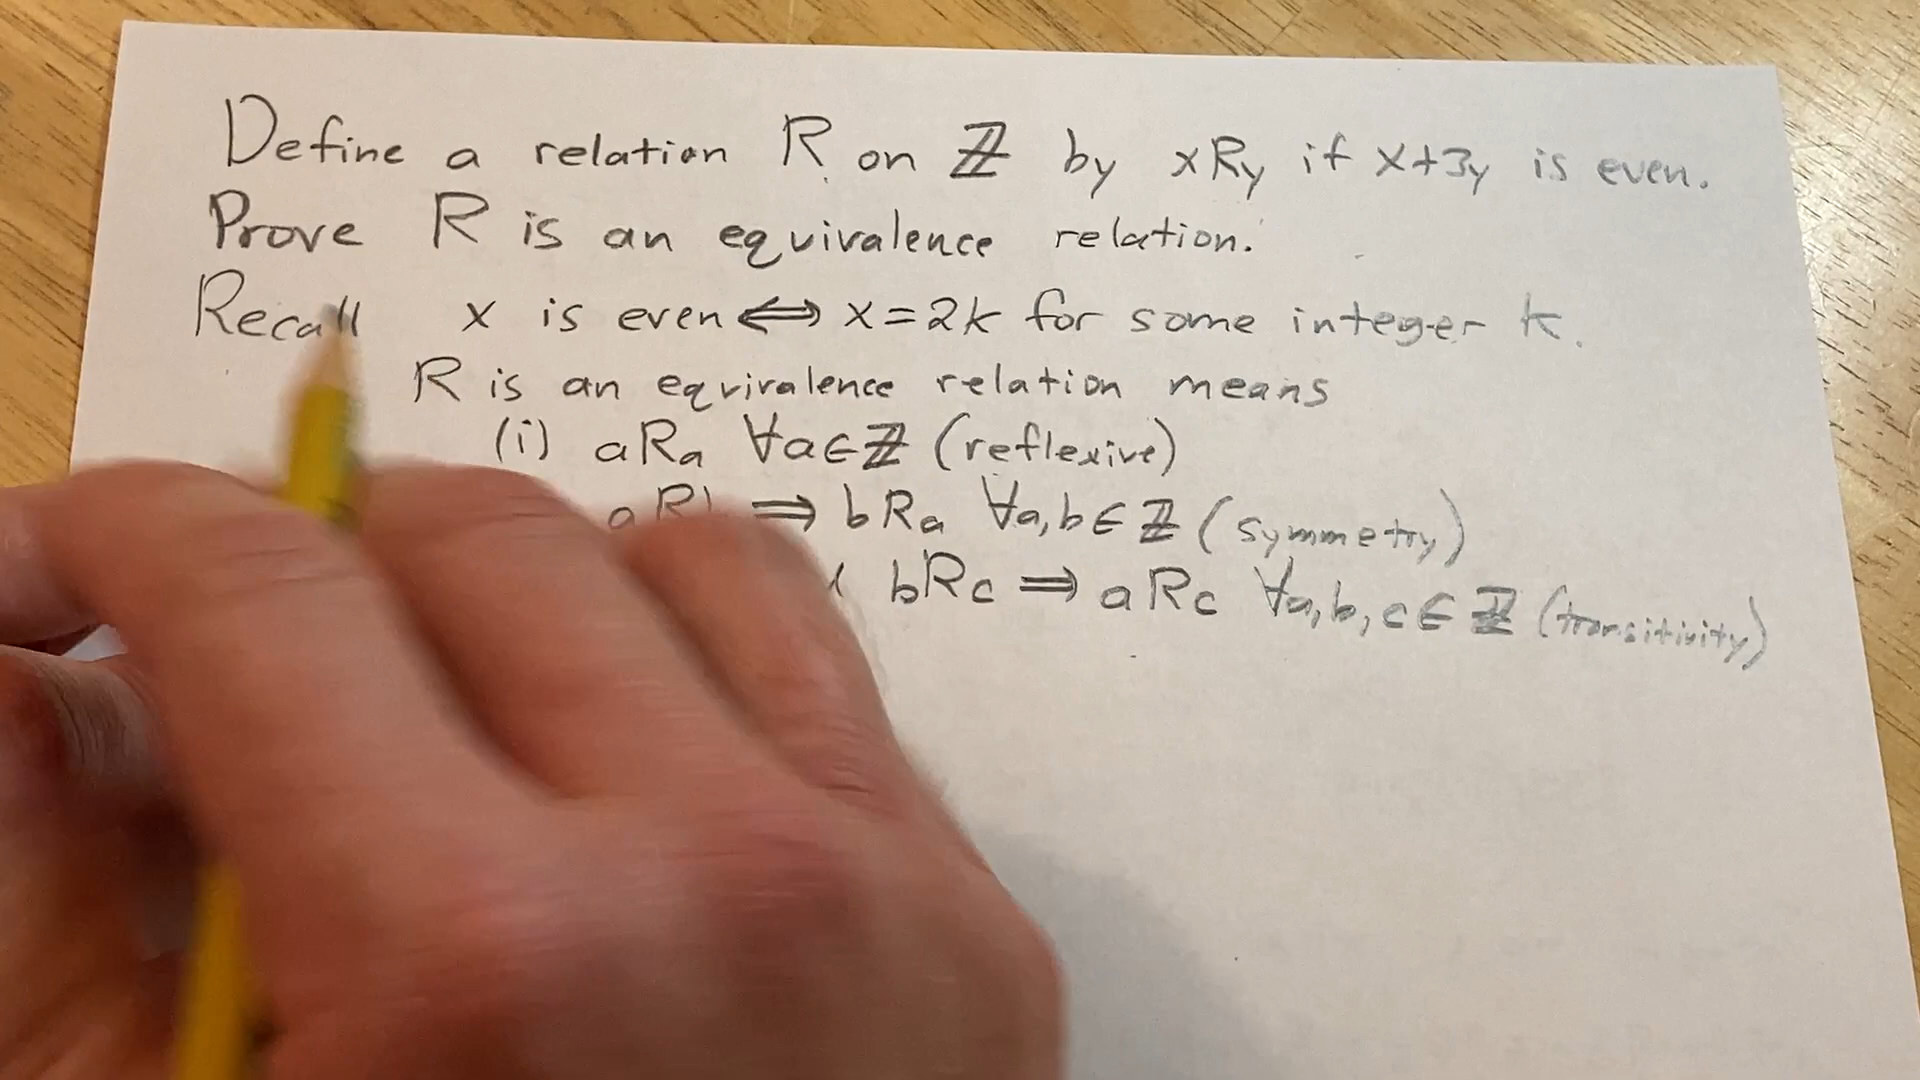 Define a relation R on ℤ by xRy if x+3y is even.
Prove R is an equivalence relation.
Recall x is even ⟺ x=2k for some integer k.
R is an equivalence relation means
(i) aRa ∀a∈ℤ (reflexive)
⟹ bRa ∀a,b∈ℤ (symmetry)
bRc ⟹ aRc ∀a,b,c∈ℤ (transitivity)